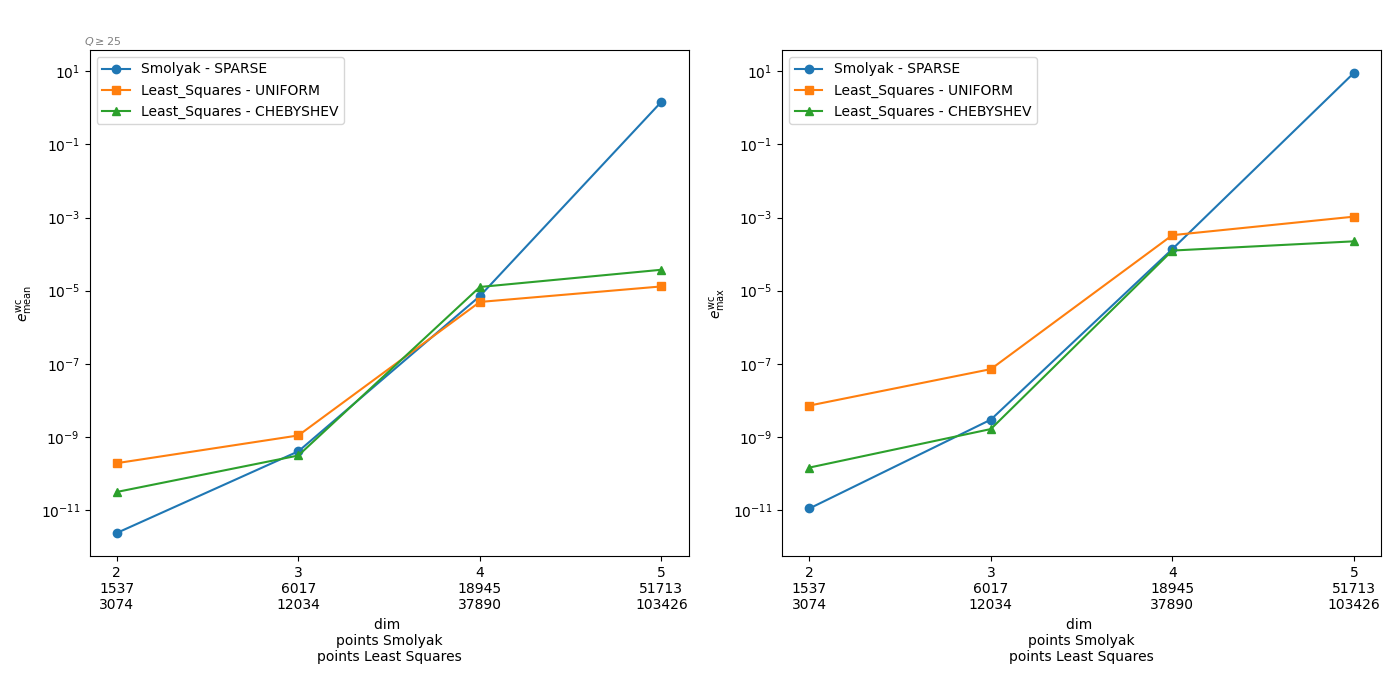 Q ≥ 25
Smolyak - SPARSE
Least_Squares - UNIFORM
Least_Squares - CHEBYSHEV
10^1
10^-1
10^-3
10^-5
10^-7
10^-9
10^-11
e^wc_mean
2 3 4 5
1537 6017 18945 51713
3074 12034 37890 103426
dim
points Smolyak
points Least Squares
Smolyak - SPARSE
Least_Squares - UNIFORM
Least_Squares - CHEBYSHEV
10^1
10^-1
10^-3
10^-5
10^-7
10^-9
10^-11
e^wc_max
2 3 4 5
1537 6017 18945 51713
3074 12034 37890 103426
dim
points Smolyak
points Least Squares